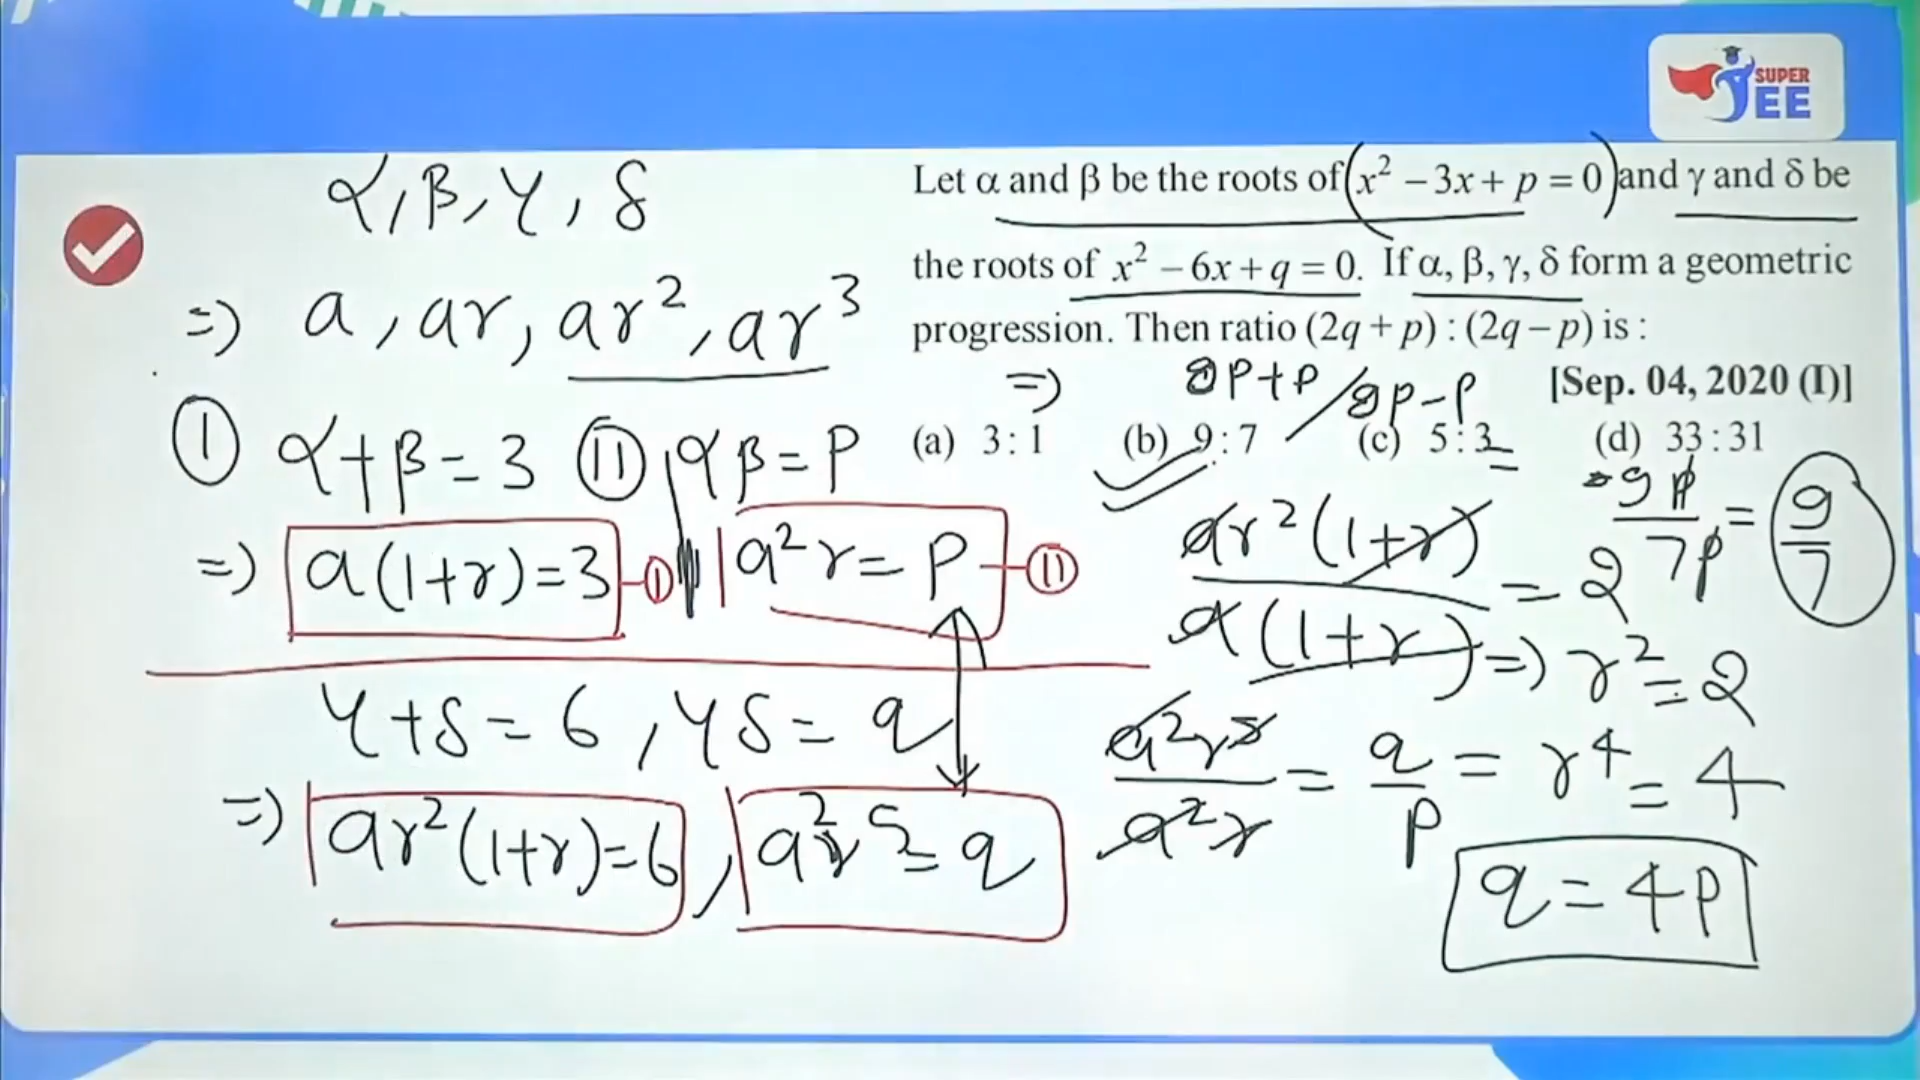 SUPER
JEE
Let α and β be the roots of (x² − 3x + p = 0) and γ and δ be
the roots of x² − 6x + q = 0. If α, β, γ, δ form a geometric
progression. Then ratio (2q + p) : (2q − p) is :
[Sep. 04, 2020 (I)]
(a) 3 : 1 (b) 9 : 7 (c) 5 : 3 (d) 33 : 31
α, β, γ, δ
=> a, ar, ar², ar³
① α+β=3 ⑪ αβ=P
=> a(1+r)=3 -① | a²r=P -⑪
γ+δ=6, γδ=q
=> ar²(1+r)=6, a²r⁵=q
=> 8P+P/8P-P
9p/7p = 9/7
ar²(1+r)/a(1+r) = 2 => r²=2
a²r⁵/a²r = q/P = r⁴ = 4
q = 4P